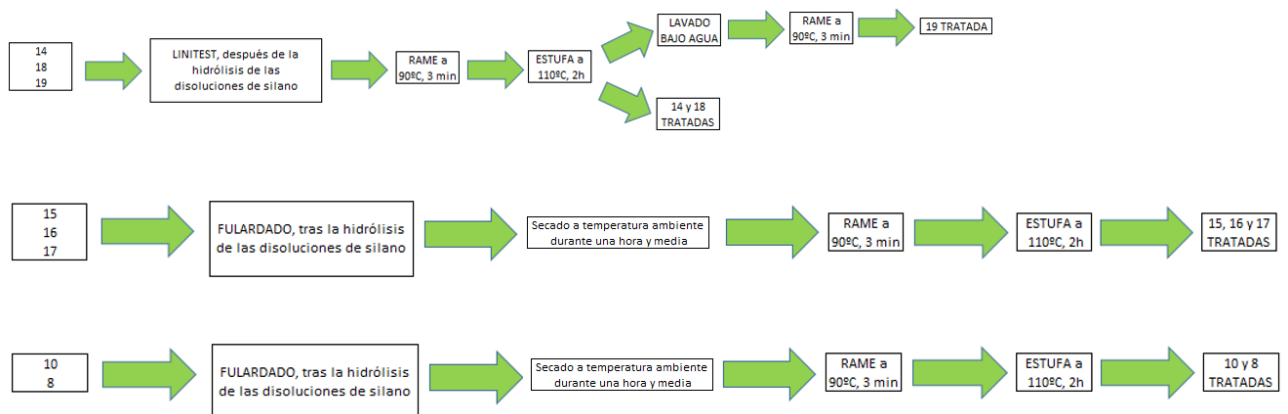 14
18
19
LINITEST, después de la
hidrólisis de las
disoluciones de silano
RAME a
90ºC, 3 min
ESTUFA a
110ºC, 2h
LAVADO
BAJO AGUA
RAME a
90ºC, 3 min
19 TRATADA
14 y 18
TRATADAS
15
16
17
FULARDADO, tras la hidrólisis
de las disoluciones de silano
Secado a temperatura ambiente
durante una hora y media
RAME a
90ºC, 3 min
ESTUFA a
110ºC, 2h
15, 16 y 17
TRATADAS
10
8
FULARDADO, tras la hidrólisis
de las disoluciones de silano
Secado a temperatura ambiente
durante una hora y media
RAME a
90ºC, 3 min
ESTUFA a
110ºC, 2h
10 y 8
TRATADAS